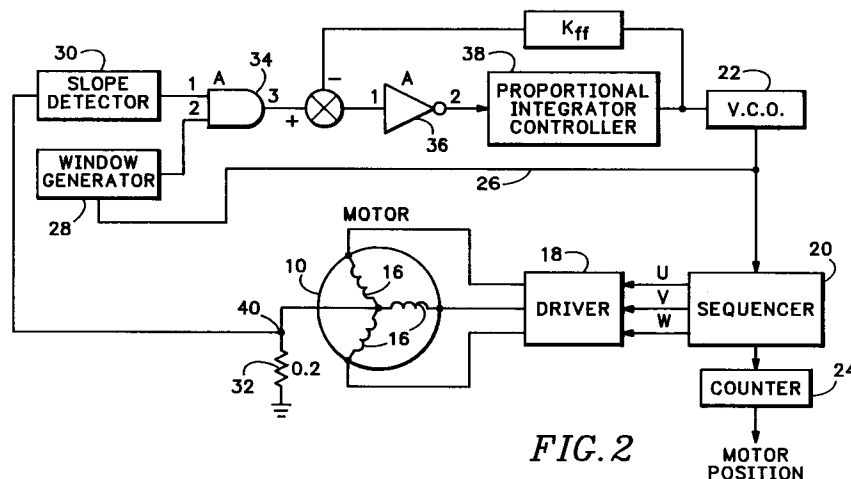 30
SLOPE
DETECTOR
1
2
A
34
3
+
-
K_ff
A
1
2
36
38
PROPORTIONAL
INTEGRATOR
CONTROLLER
22
V.C.O.
WINDOW
GENERATOR
28
26
MOTOR
10
16
16
18
DRIVER
U
V
W
20
SEQUENCER
40
32
0.2
COUNTER
24
FIG. 2
MOTOR
POSITION